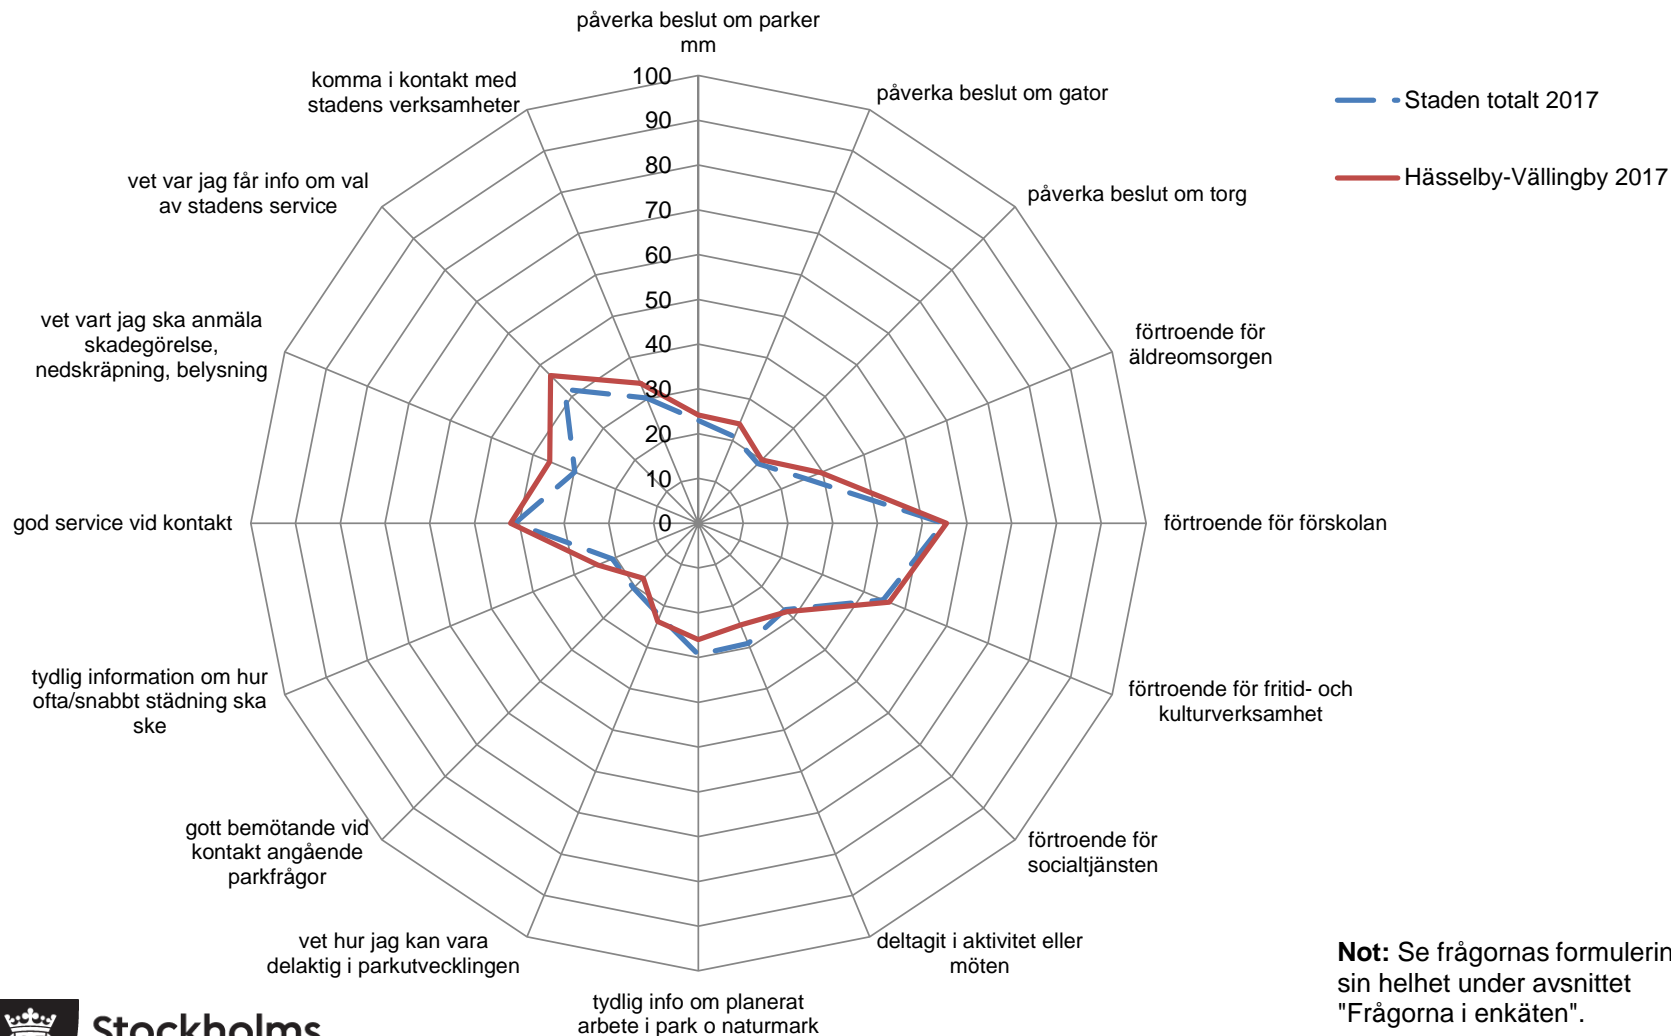 påverka beslut om parker
mm
påverka beslut om gator
påverka beslut om torg
förtroende för
äldreomsorgen
förtroende för förskolan
förtroende för fritid- och
kulturverksamhet
förtroende för
socialtjänsten
deltagit i aktivitet eller
möten
tydlig info om planerat
arbete i park o naturmark
vet hur jag kan vara
delaktig i parkutvecklingen
gott bemötande vid
kontakt angående
parkfrågor
tydlig information om hur
ofta/snabbt städning ska
ske
god service vid kontakt
vet vart jag ska anmäla
skadegörelse,
nedskräpning, belysning
vet var jag får info om val
av stadens service
komma i kontakt med
stadens verksamheter
100
90
80
70
60
50
40
30
20
10
0
Staden totalt 2017
Hässelby-Vällingby 2017
Not: Se frågornas formulerin
sin helhet under avsnittet
"Frågorna i enkäten".
Stockholms